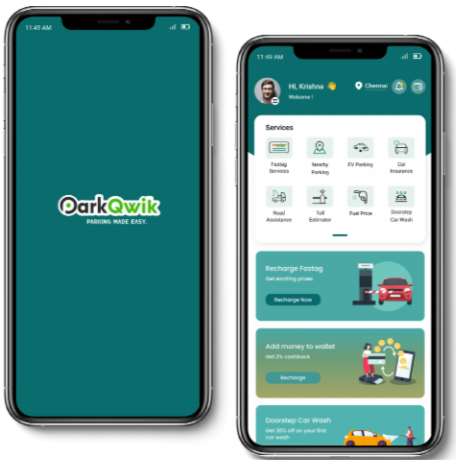 11:49 AM
ParkQwik
PARKING MADE EASY.
11:49 AM
Hi, Krishna 👋
Welcome !
Chennai
Services
Fastag
Services
Nearby
Parking
EV Parking
Car
Insurance
Road
Assistance
Toll
Estimator
Fuel Price
Doorstep
Car Wash
Recharge Fastag
Get exciting prizes
Recharge Now
Add money to wallet
Get 2% cashback
Recharge
Doorstep Car Wash
Get 20% off on your first
car wash